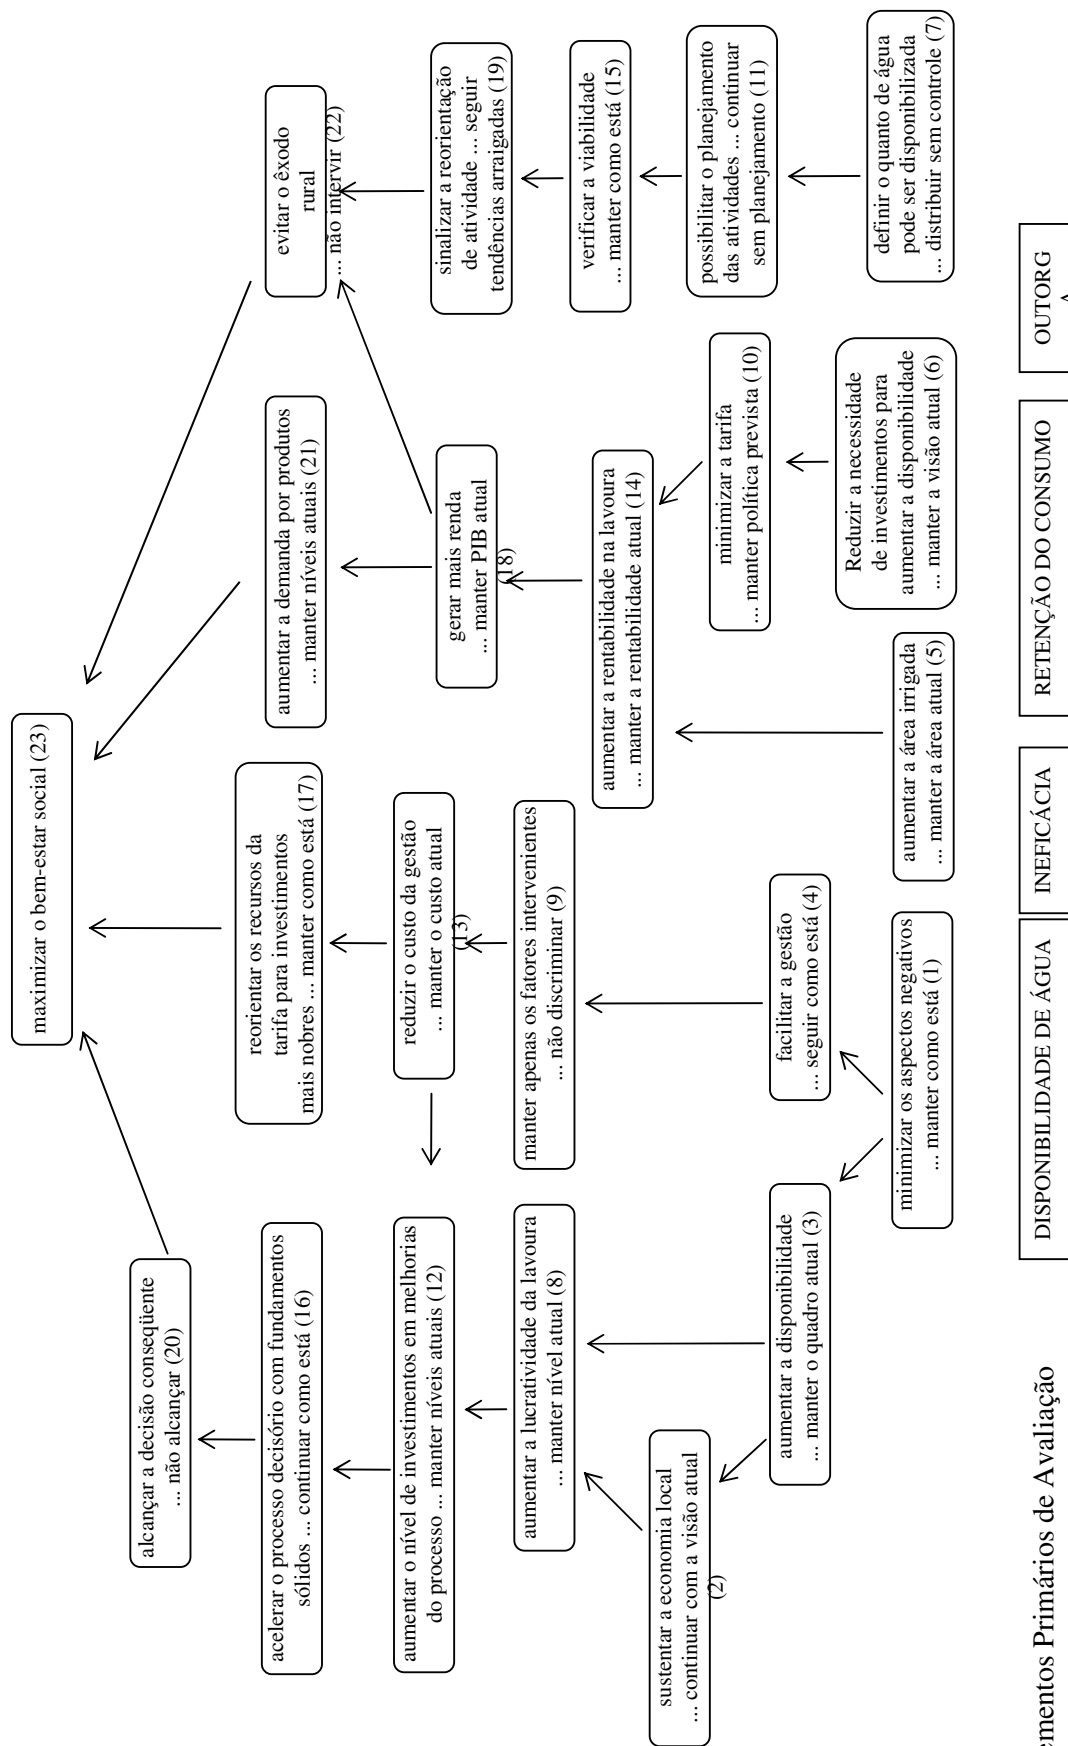 maximizar o bem-estar social (23)
alcançar a decisão conseqüente
... não alcançar (20)
reorientar os recursos da
tarifa para investimentos
mais nobres ... manter como está (17)
aumentar a demanda por produtos
... manter níveis atuais (21)
evitar o êxodo
rural
... não intervir (22)
acelerar o processo decisório com fundamentos
sólidos ... continuar como está (16)
aumentar o nível de investimentos em melhorias
do processo ... manter níveis atuais (12)
reduzir o custo da gestão
... manter o custo atual
(13)
gerar mais renda
... manter PIB atual
(18)
sinalizar a reorientação
de atividade ... seguir
tendências arraigadas (19)
aumentar a lucratividade da lavoura
... manter nível atual (8)
manter apenas os fatores intervenientes
... não discriminar (9)
aumentar a rentabilidade na lavoura
... manter a rentabilidade atual (14)
verificar a viabilidade
... manter como está (15)
sustentar a economia local
... continuar com a visão atual
(2)
minimizar a tarifa
... manter política prevista (10)
possibilitar o planejamento
das atividades ... continuar
sem planejamento (11)
aumentar a disponibilidade
... manter o quadro atual (3)
facilitar a gestão
... seguir como está (4)
Reduzir a necessidade
de investimentos para
aumentar a disponibilidade
... manter a visão atual (6)
definir o quanto de água
pode ser disponibilizada
... distribuir sem controle (7)
minimizar os aspectos negativos
... manter como está (1)
aumentar a área irrigada
... manter a área atual (5)
ementos Primários de Avaliação
DISPONIBILIDADE DE ÁGUA
INEFICÁCIA
RETENÇÃO DO CONSUMO
OUTORG